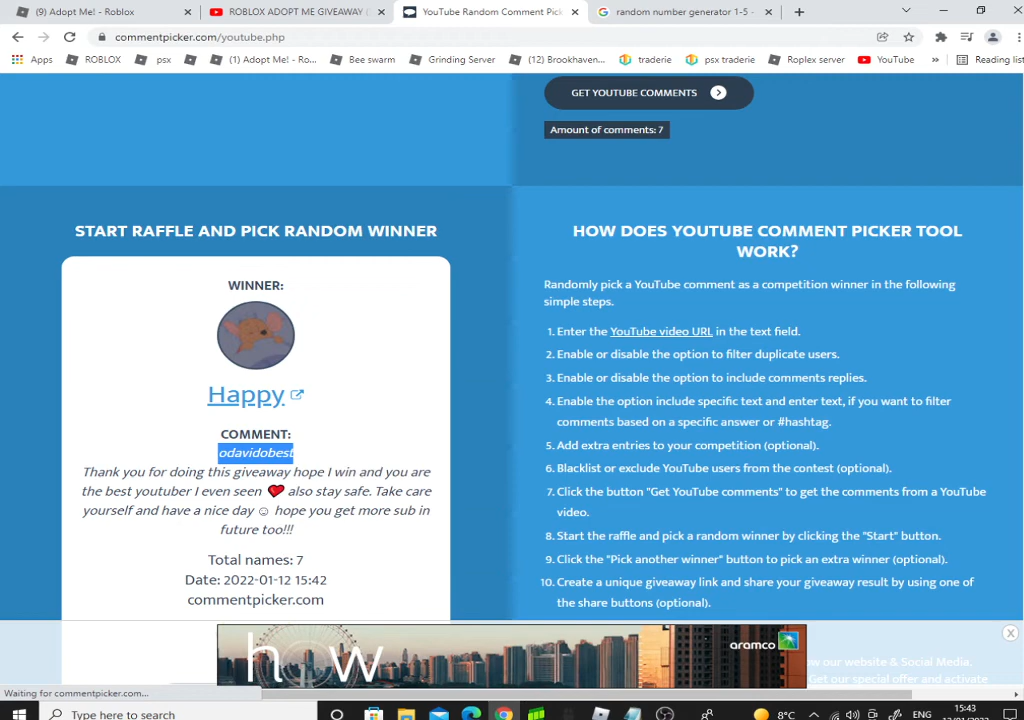 (9) Adopt Me! - Roblox
ROBLOX ADOPT ME GIVEAWAY (
YouTube Random Comment Pick
random number generator 1-5 -
commentpicker.com/youtube.php
Apps
ROBLOX
psx
(1) Adopt Me! - Ro...
Bee swarm
Grinding Server
(12) Brookhaven...
traderie
psx traderie
Roplex server
YouTube
»
Reading list
GET YOUTUBE COMMENTS
Amount of comments: 7
START RAFFLE AND PICK RANDOM WINNER
WINNER:
Happy
COMMENT:
odavidobest
Thank you for doing this giveaway hope I win and you are
the best youtuber I even seen ❤️ also stay safe. Take care
yourself and have a nice day ☺ hope you get more sub in
future too!!!
Total names: 7
Date: 2022-01-12 15:42
commentpicker.com
HOW DOES YOUTUBE COMMENT PICKER TOOL
WORK?
Randomly pick a YouTube comment as a competition winner in the following
simple steps.
1. Enter the YouTube video URL in the text field.
2. Enable or disable the option to filter duplicate users.
3. Enable or disable the option to include comments replies.
4. Enable the option include specific text and enter text, if you want to filter
comments based on a specific answer or #hashtag.
5. Add extra entries to your competition (optional).
6. Blacklist or exclude YouTube users from the contest (optional).
7. Click the button "Get YouTube comments" to get the comments from a YouTube
video.
8. Start the raffle and pick a random winner by clicking the "Start" button.
9. Click the "Pick another winner" button to pick an extra winner (optional).
10. Create a unique giveaway link and share your giveaway result by using one of
the share buttons (optional).
how
aramco
ow our website & Social Media.
Get our special offer and activate
Waiting for commentpicker.com...
Type here to search
8°C
ENG
15:43